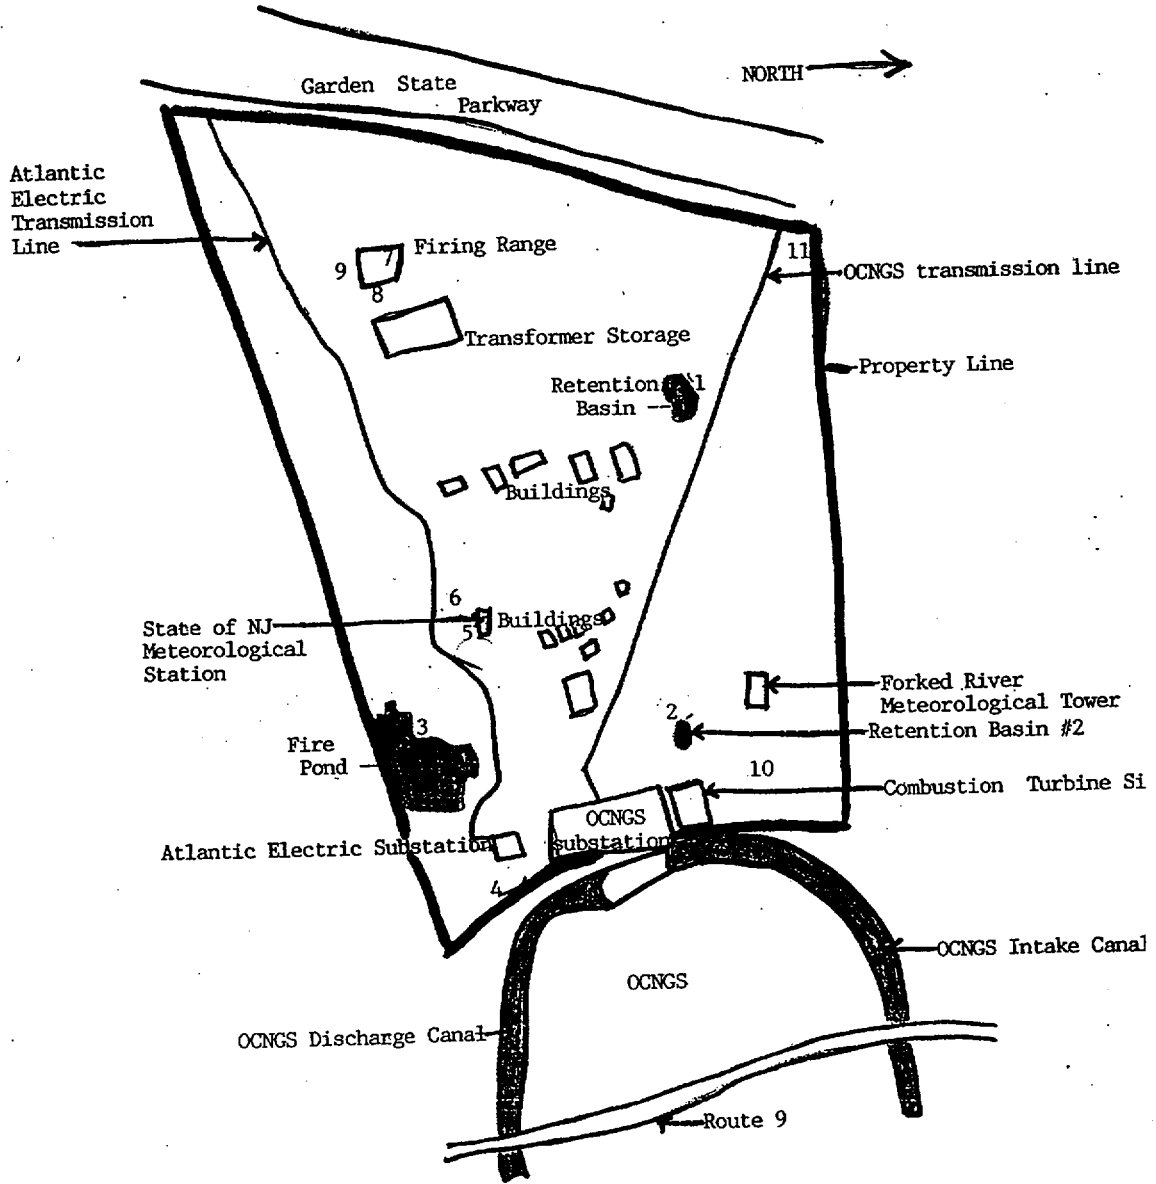 NORTH
Garden State
Parkway
Atlantic
Electric
Transmission
Line
7 Firing Range
9
8
11
OCNGS transmission line
Transformer Storage
Property Line
Retention 1
Basin
Buildings
6
State of NJ
Meteorological
Station
5
Buildings
Forked River
Meteorological Tower
2
Retention Basin #2
3
Fire
Pond
10
Combustion Turbine Si
OCNGS
substation
Atlantic Electric Substation
4
OCNGS Intake Canal
OCNGS
OCNGS Discharge Canal
Route 9